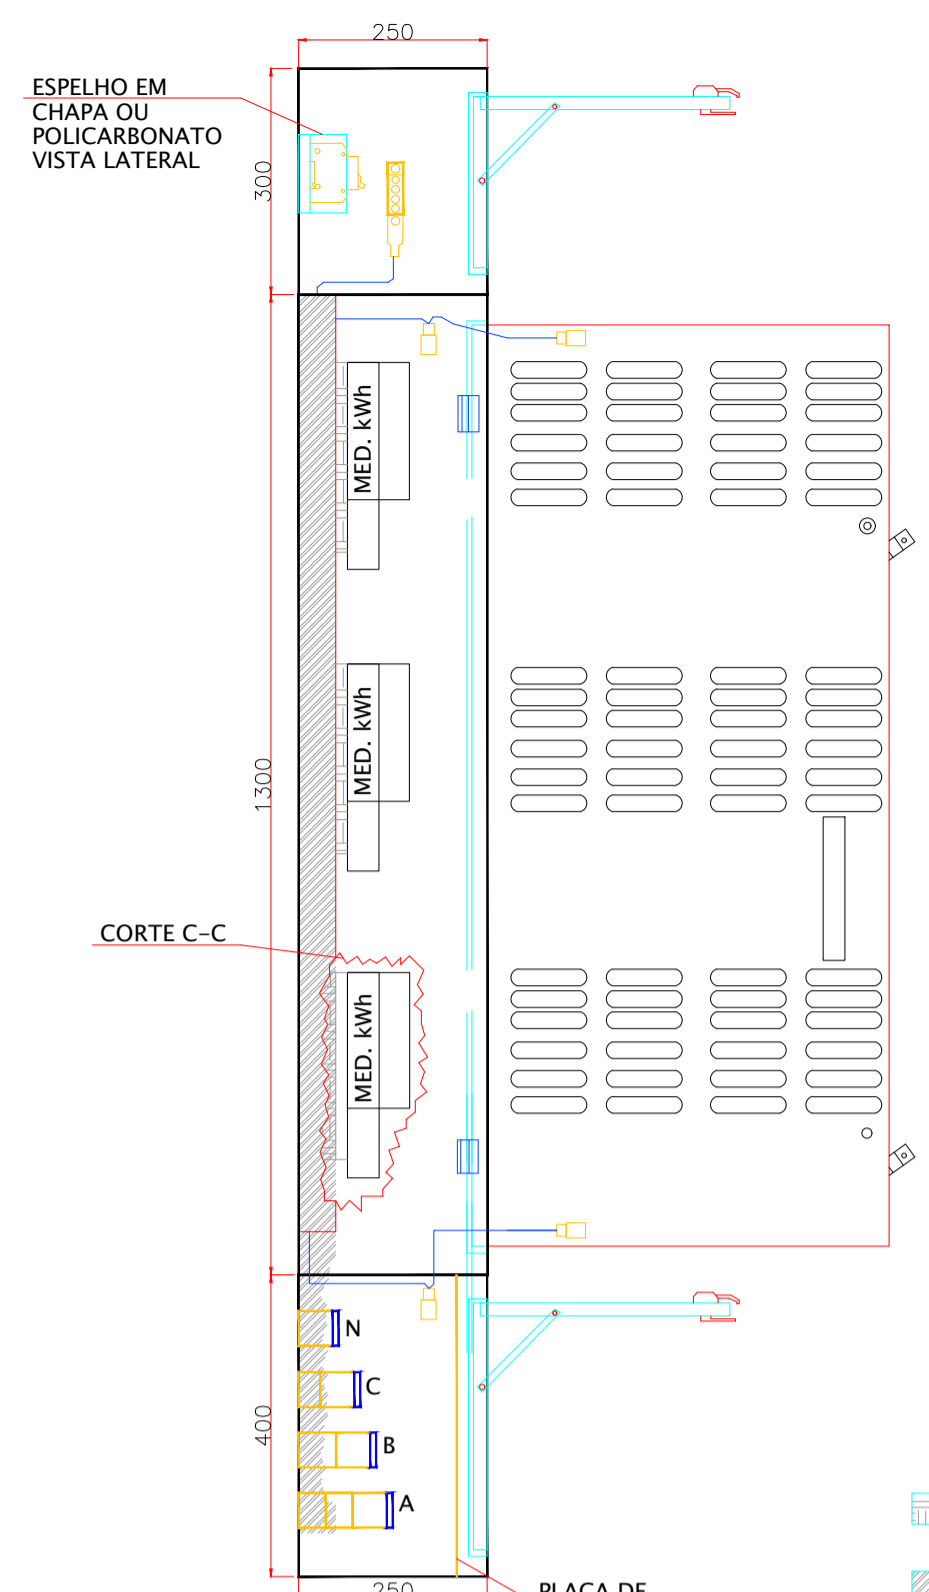 250
ESPELHO EM
CHAPA OU
POLICARBONATO
VISTA LATERAL
300
MED. kWh
1300
MED. kWh
CORTE C-C
MED. kWh
N
C
B
400
A
250
PLACA DE